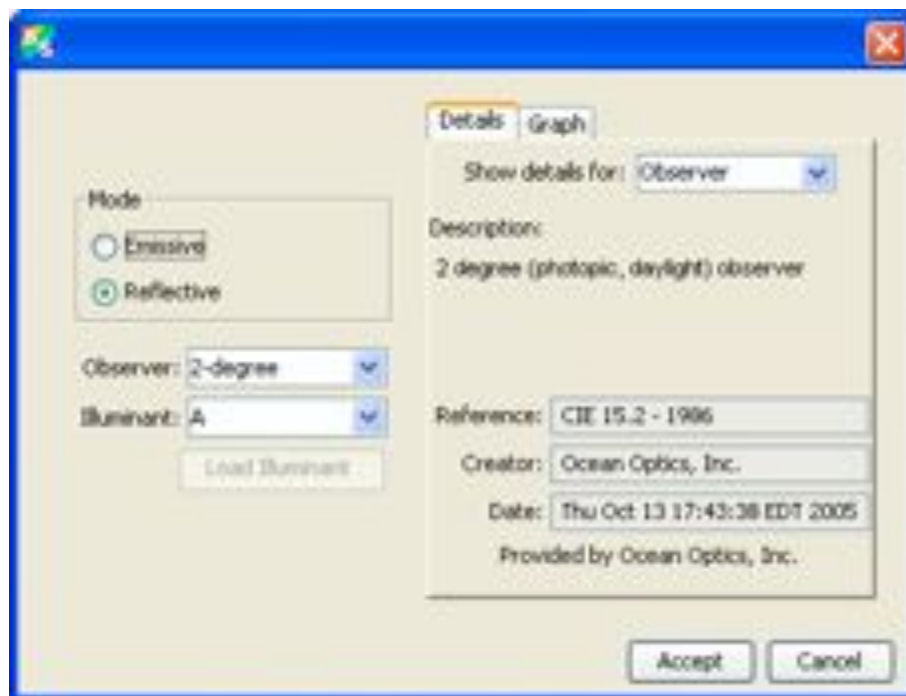 Details Graph
Show details for: Observer
Mode
Emissive
Reflective
Description:
2 degree (photopic, daylight) observer
Observer: 2-degree
Illuminant: A
Load Illuminant
Reference: CIE 15.2 - 1986
Creator: Ocean Optics, Inc.
Date: Thu Oct 13 17:43:38 EDT 2005
Provided by Ocean Optics, Inc.
Accept Cancel